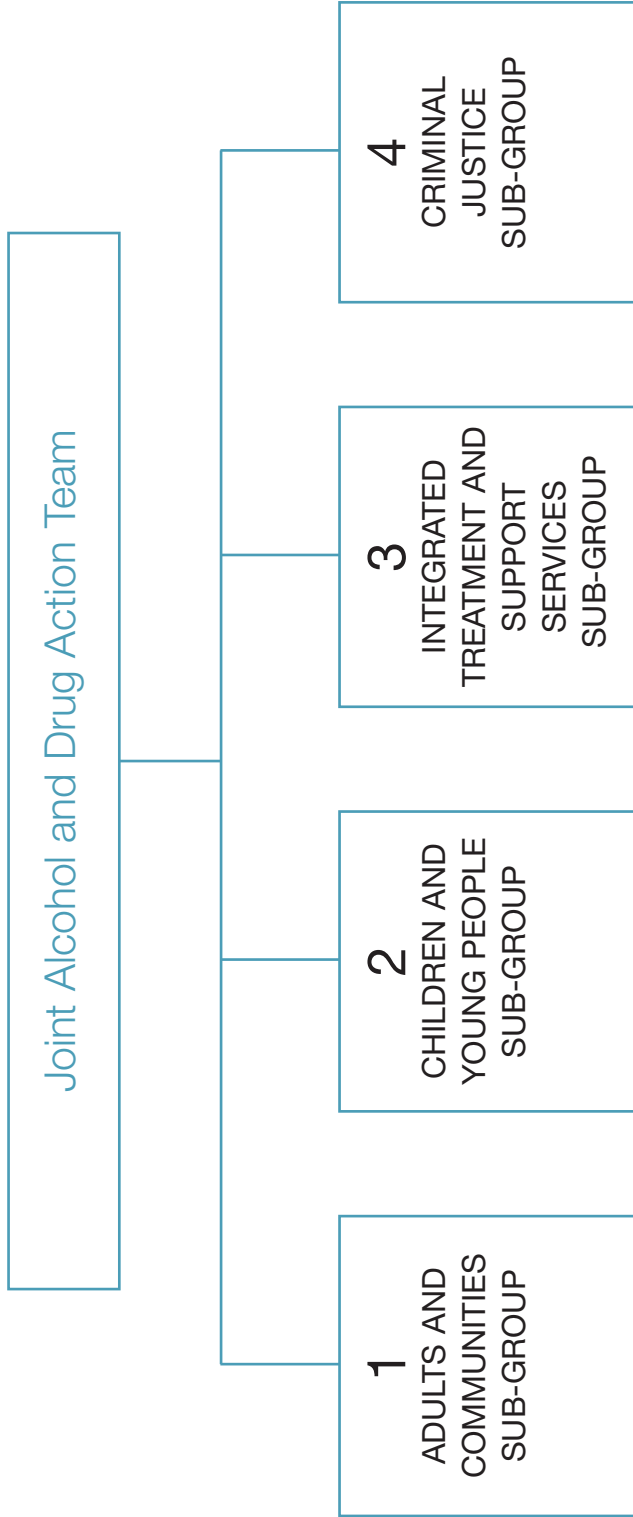 Joint Alcohol and Drug Action Team
1
ADULTS AND
COMMUNITIES
SUB-GROUP
2
CHILDREN AND
YOUNG PEOPLE
SUB-GROUP
3
INTEGRATED
TREATMENT AND
SUPPORT
SERVICES
SUB-GROUP
4
CRIMINAL
JUSTICE
SUB-GROUP